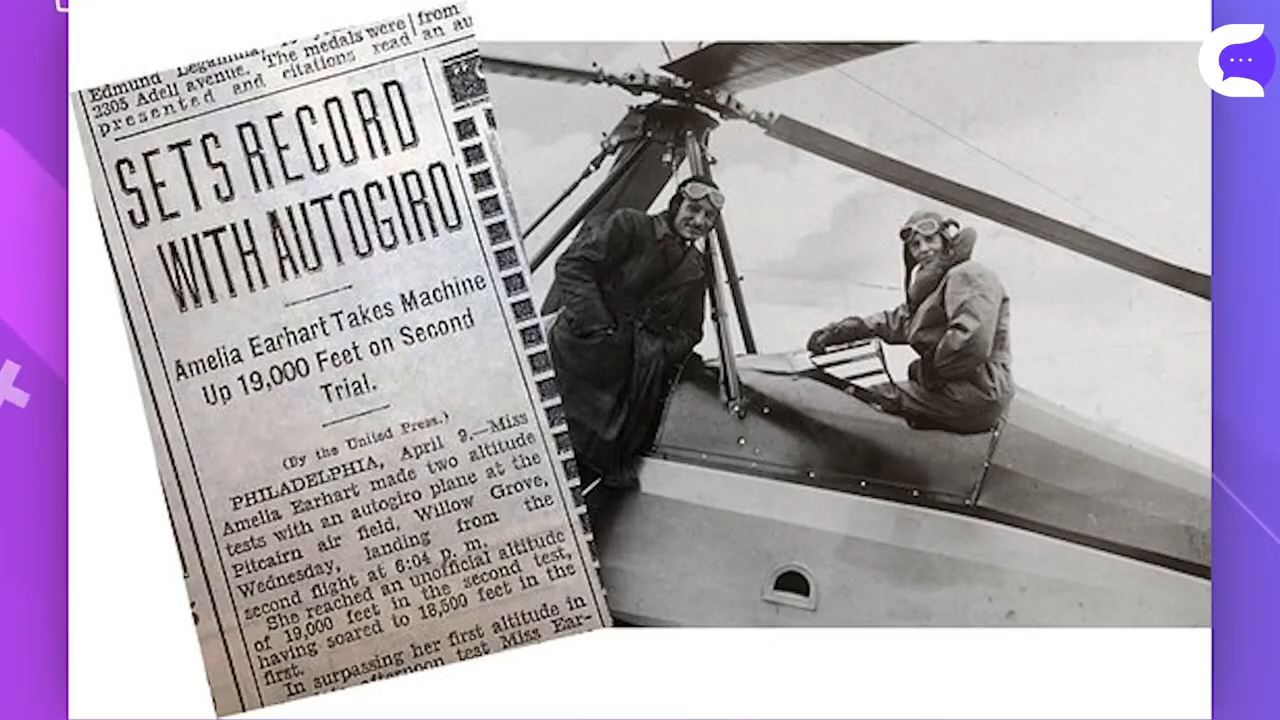 Edmund Legamma,
2305 Adell avenue. The medals were
presented and citations read
from
an au
SETS RECORD
WITH AUTOGIRO
Amelia Earhart Takes Machine
Up 19,000 Feet on Second
Trial.
(By the United Press.)
PHILADELPHIA, April 9.—Miss
Amelia Earhart made two altitude
tests with an autogiro plane at the
Pitcairn air field, Willow Grove,
Wednesday, landing from the
second flight at 6:04 p. m.
She reached an unofficial altitude
of 19,000 feet in the second test,
having soared to 18,500 feet in the
first.
In surpassing her first altitude in
afternoon test Miss Ear-